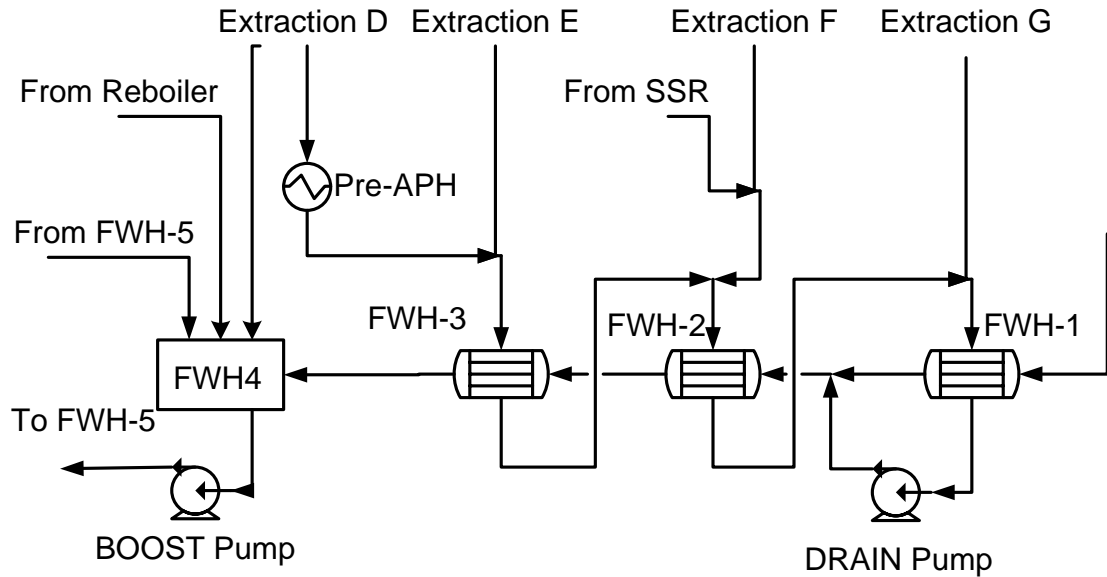 Extraction D
Extraction E
Extraction F
Extraction G
From Reboiler
From SSR
Pre-APH
From FWH-5
FWH-3
FWH-2
FWH-1
FWH4
To FWH-5
BOOST Pump
DRAIN Pump